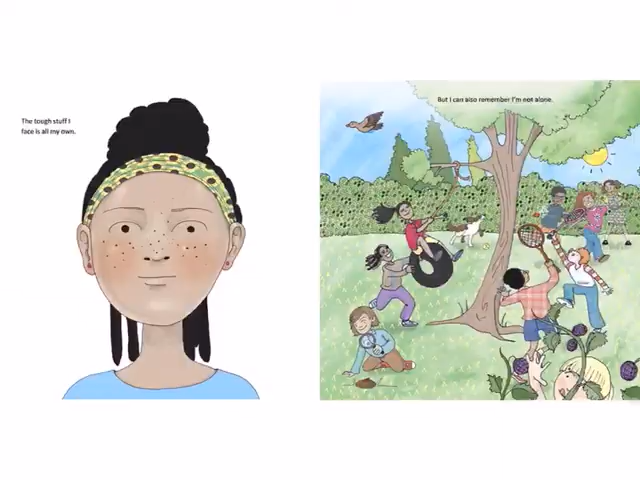 The tough stuff I
face is all my own.
But I can also remember I'm not alone.